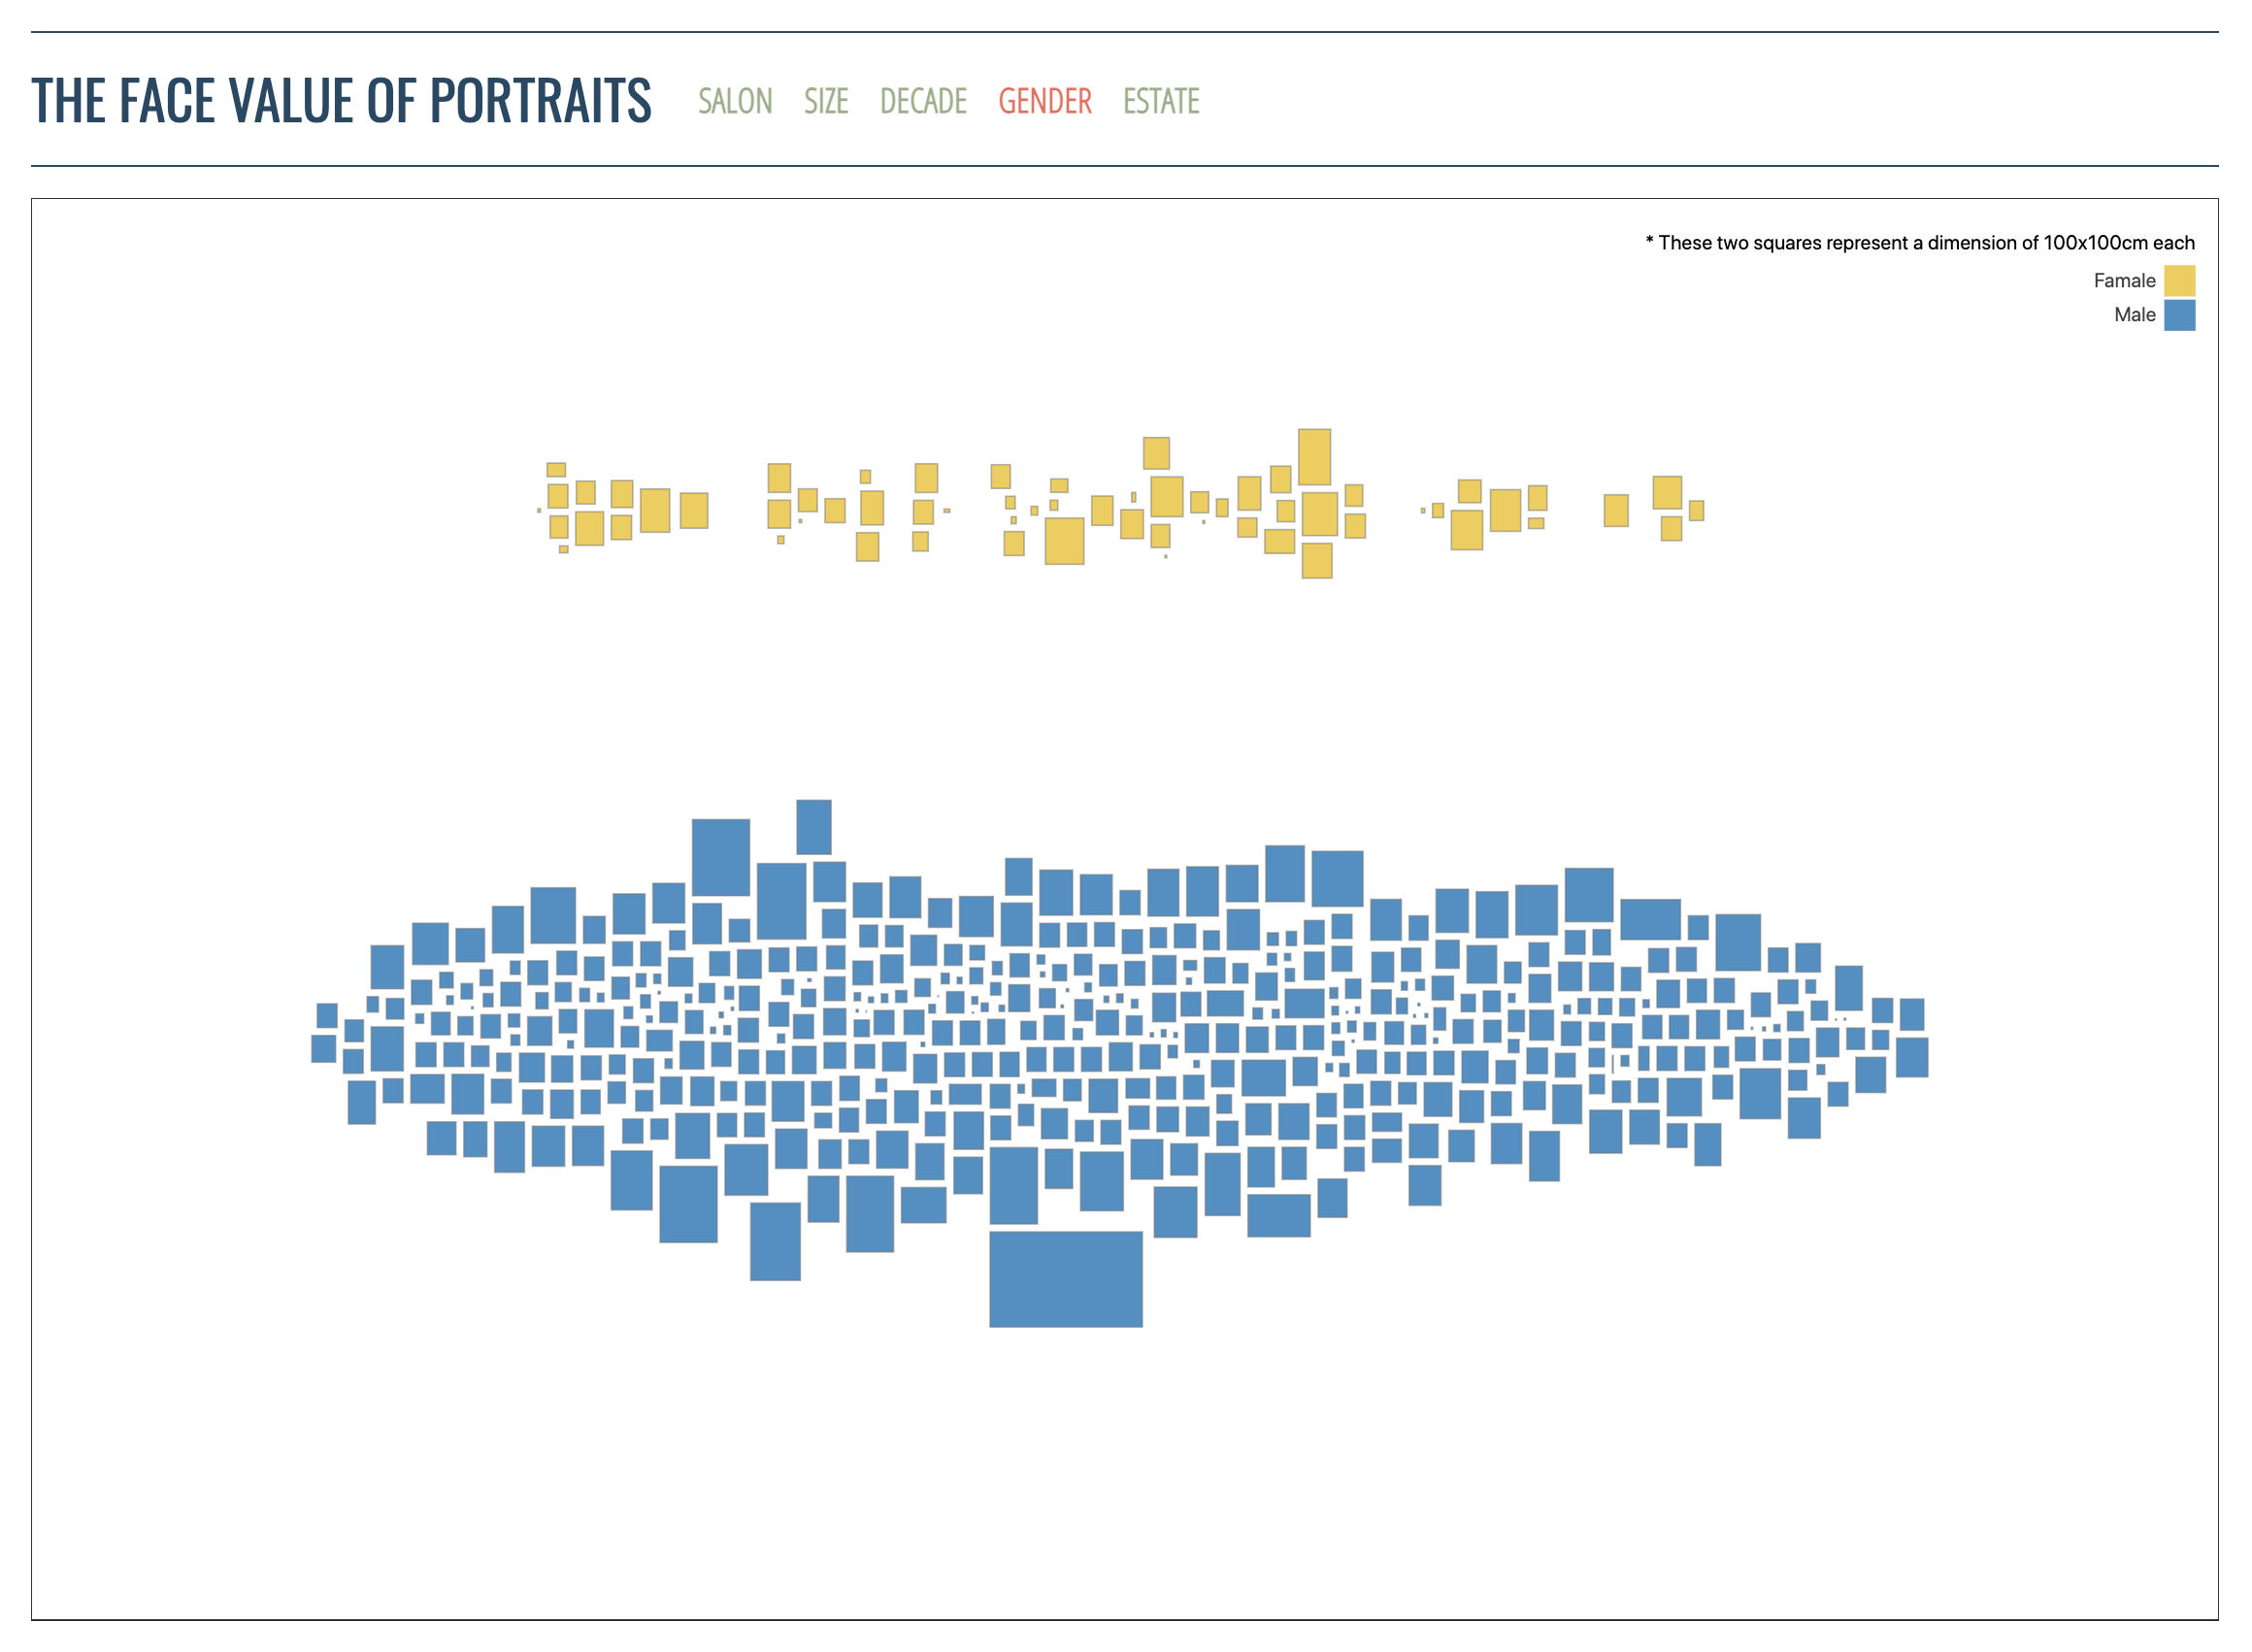 THE FACE VALUE OF PORTRAITS SALON SIZE DECADE GENDER ESTATE
* These two squares represent a dimension of 100x100cm each
Famale
Male